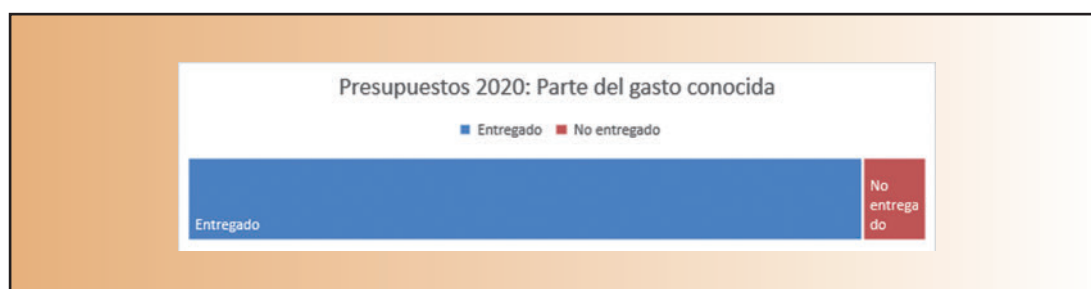 Presupuestos 2020: Parte del gasto conocida
Entregado No entregado
Entregado
No
entrega
do